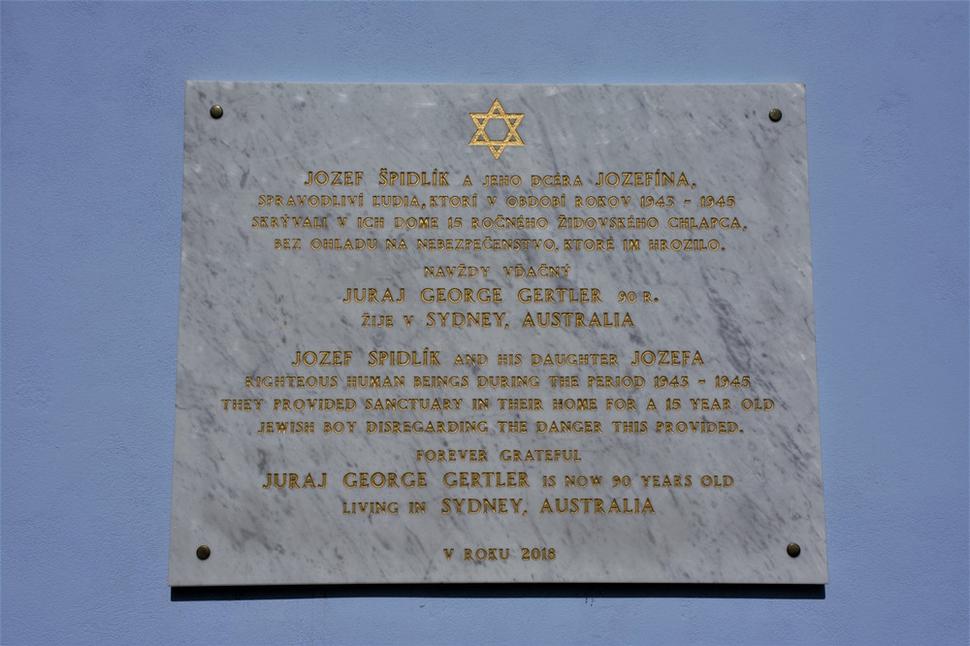 JOZEF ŠPIDLÍK A JEHO DCÉRA JOZEFÍNA,
SPRAVODLIVÍ ĽUDIA, KTORÍ V OBDOBÍ ROKOV 1943 - 1945
SKRÝVALI V ICH DOME 15 ROČNÉHO ŽIDOVSKÉHO CHLAPCA,
BEZ OHĽADU NA NEBEZPEČENSTVO, KTORÉ IM HROZILO.
NAVŽDY VĎAČNÝ
JURAJ GEORGE GERTLER 90 R.
ŽIJE V SYDNEY, AUSTRALIA
JOZEF SPIDLÍK AND HIS DAUGHTER JOZEFA
RIGHTEOUS HUMAN BEINGS DURING THE PERIOD 1943 - 1945
THEY PROVIDED SANCTUARY IN THEIR HOME FOR A 15 YEAR OLD
JEWISH BOY DISREGARDING THE DANGER THIS PROVIDED.
FOREVER GRATEFUL
JURAJ GEORGE GERTLER IS NOW 90 YEARS OLD
LIVING IN SYDNEY, AUSTRALIA
V ROKU 2018